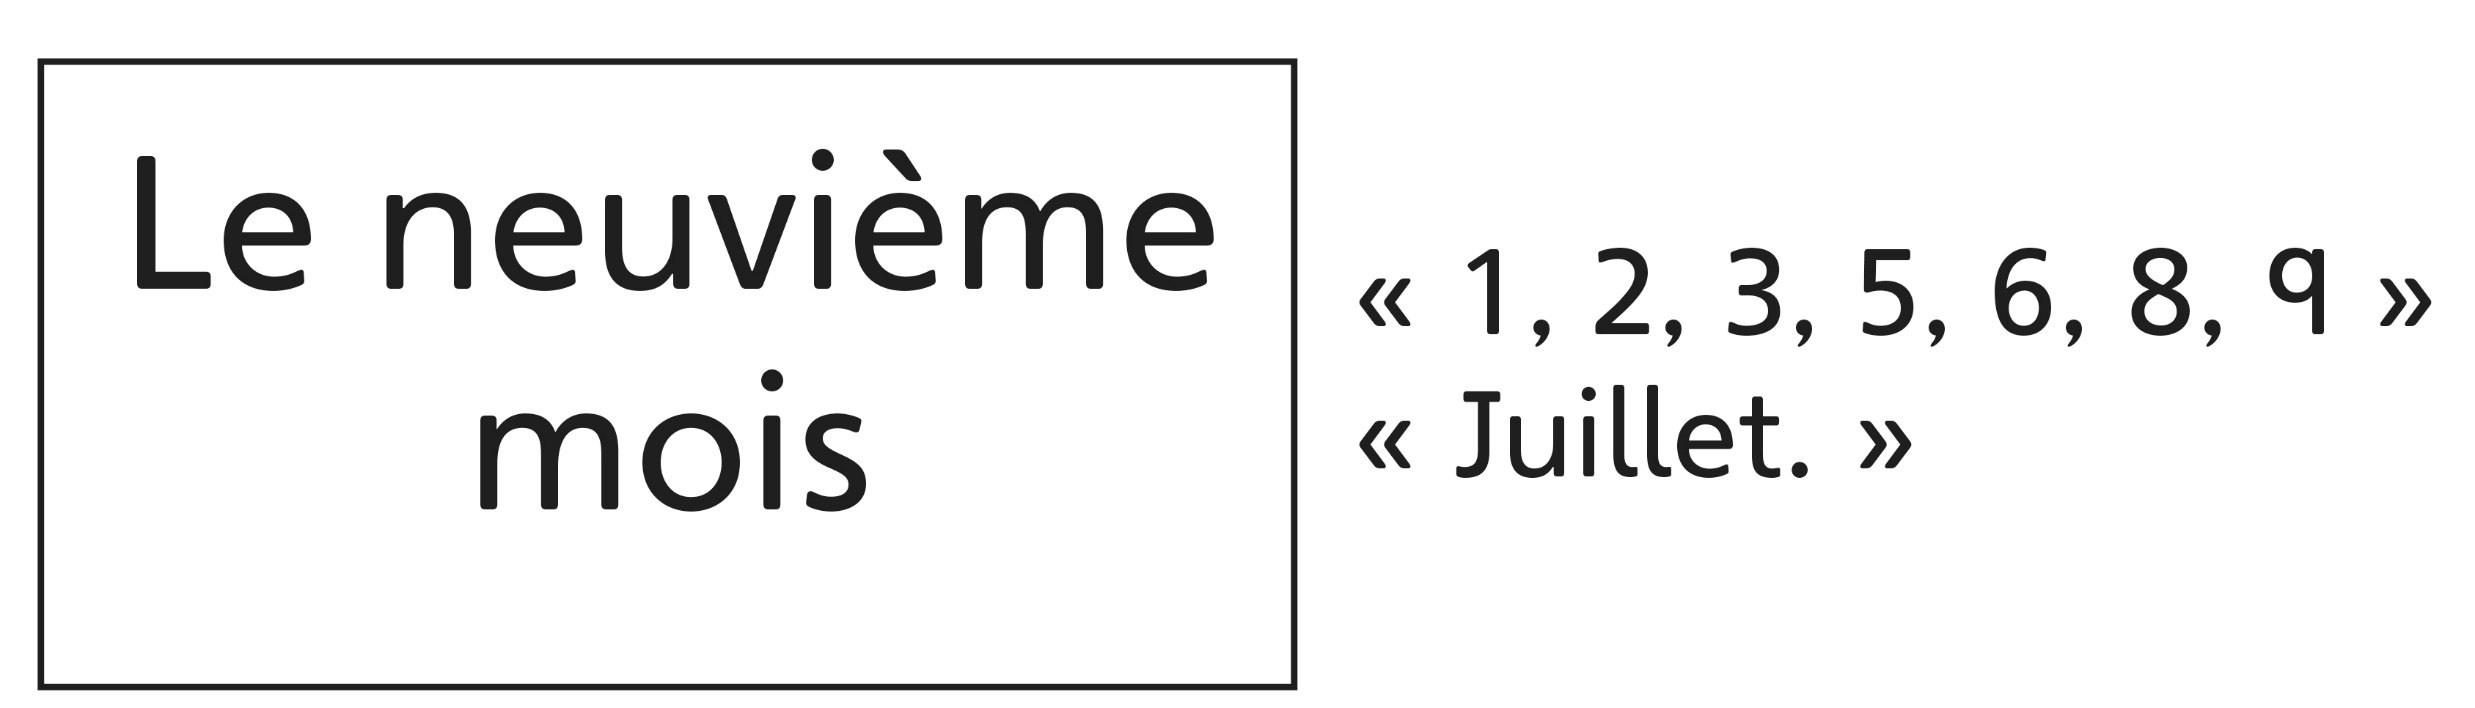 Le neuvième
mois
« 1, 2, 3, 5, 6, 8, 9 »
« Juillet. »